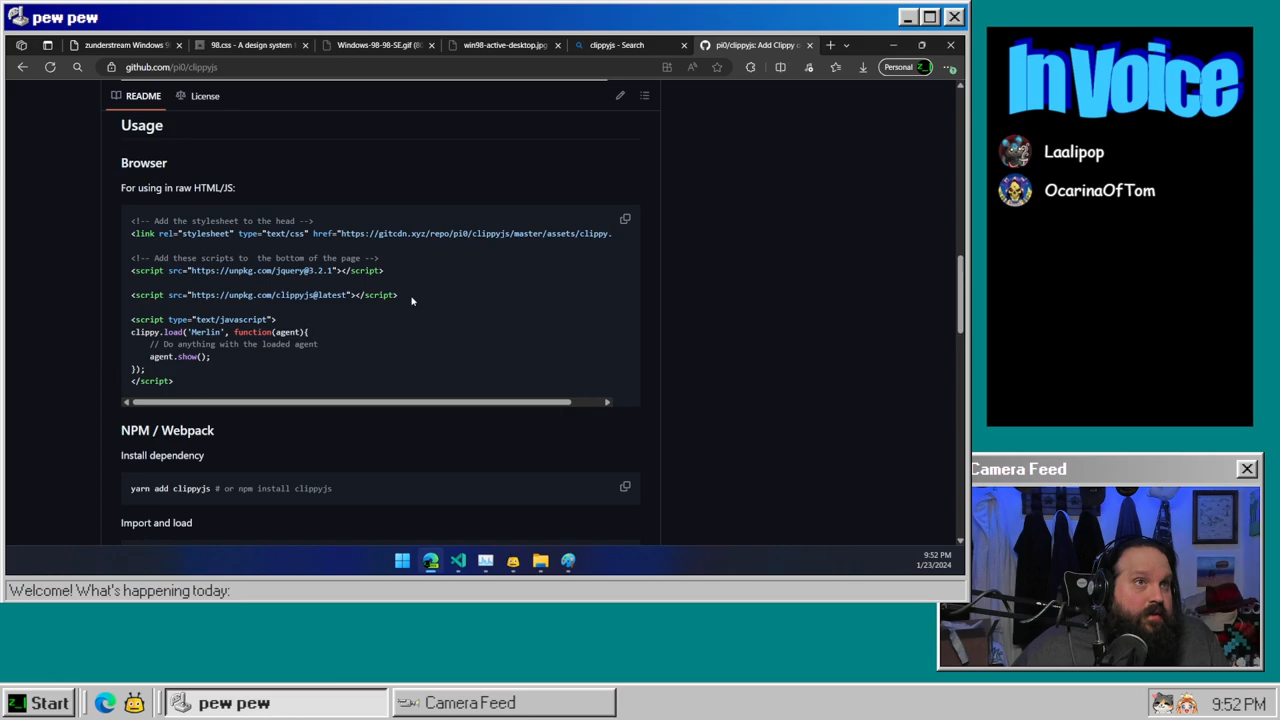 pew pew
zunderstream Windows 9
98.css - A design system f
Windows-98-98-SE.gif (80
win98-active-desktop.jpg
clippyjs - Search
pi0/clippyjs: Add Clippy o
github.com/pi0/clippyjs
Personal
README
License
Usage
Browser
For using in raw HTML/JS:
<!-- Add the stylesheet to the head -->
<link rel="stylesheet" type="text/css" href="https://gitcdn.xyz/repo/pi0/clippyjs/master/assets/clippy.
<!-- Add these scripts to  the bottom of the page -->
<script src="https://unpkg.com/jquery@3.2.1"></script>
<script src="https://unpkg.com/clippyjs@latest"></script>
<script type="text/javascript">
clippy.load('Merlin', function(agent){
// Do anything with the loaded agent
agent.show();
});
</script>
NPM / Webpack
Install dependency
yarn add clippyjs # or npm install clippyjs
Import and load
9:52 PM
1/23/2024
Welcome! What's happening today:
In Voice
Laalipop
OcarinaOfTom
Camera Feed
Start
pew pew
Camera Feed
9:52 PM